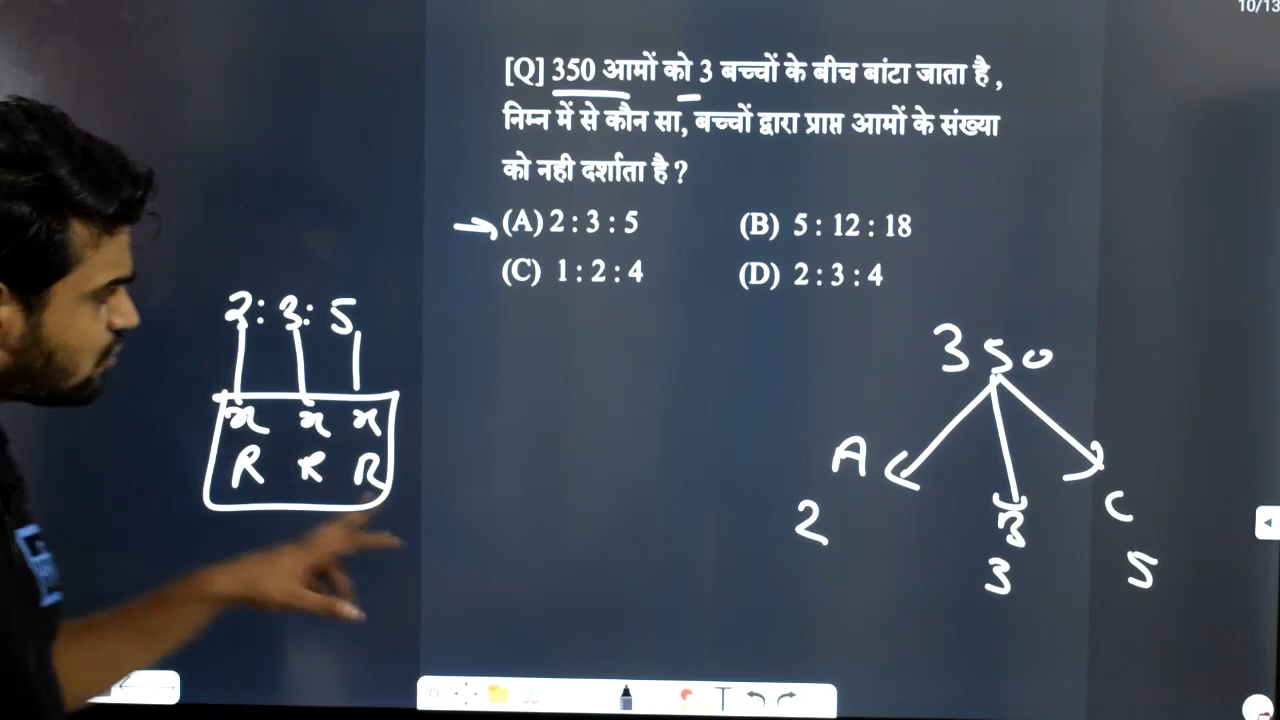 10/13
[Q] 350 आमों को 3 बच्चों के बीच बांटा जाता है ,
निम्न में से कौन सा, बच्चों द्वारा प्राप्त आमों के संख्या
को नही दर्शाता है ?
(A) 2 : 3 : 5 (B) 5 : 12 : 18
(C) 1 : 2 : 4 (D) 2 : 3 : 4
2 : 3 : 5
x x x
R R R
350
A B C
2 3 5
T